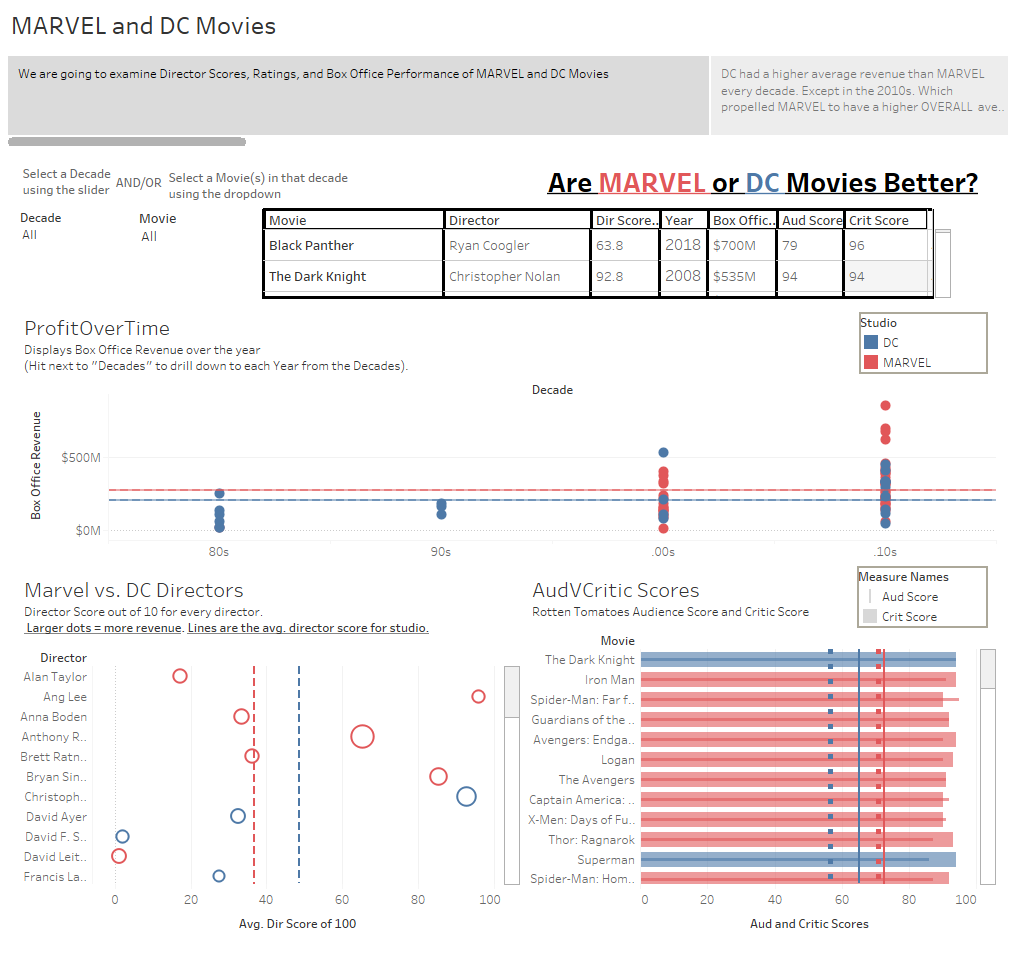 MARVEL and DC Movies
We are going to examine Director Scores, Ratings, and Box Office Performance of MARVEL and DC Movies
DC had a higher average revenue than MARVEL
every decade. Except in the 2010s. Which
propelled MARVEL to have a higher OVERALL ave..
Select a Decade
using the slider
AND/OR
Select a Movie(s) in that decade
using the dropdown
Are MARVEL or DC Movies Better?
Decade
All
Movie
All
Movie Director Dir Score.. Year Box Offic.. Aud Score Crit Score
Black Panther Ryan Coogler 63.8 2018 $700M 79 96
The Dark Knight Christopher Nolan 92.8 2008 $535M 94 94
ProfitOverTime
Displays Box Office Revenue over the year
(Hit next to "Decades" to drill down to each Year from the Decades).
Studio
DC
MARVEL
Decade
Box Office Revenue
$500M
$0M
80s 90s .00s .10s
Marvel vs. DC Directors
Director Score out of 10 for every director.
Larger dots = more revenue. Lines are the avg. director score for studio.
Director
Alan Taylor
Ang Lee
Anna Boden
Anthony R..
Brett Ratn..
Bryan Sin..
Christoph..
David Ayer
David F. S..
David Leit..
Francis La..
0 20 40 60 80 100
Avg. Dir Score of 100
AudVCritic Scores
Rotten Tomatoes Audience Score and Critic Score
Measure Names
Aud Score
Crit Score
Movie
The Dark Knight
Iron Man
Spider-Man: Far f..
Guardians of the ..
Avengers: Endga..
Logan
The Avengers
Captain America: ..
X-Men: Days of Fu..
Thor: Ragnarok
Superman
Spider-Man: Hom..
0 20 40 60 80 100
Aud and Critic Scores